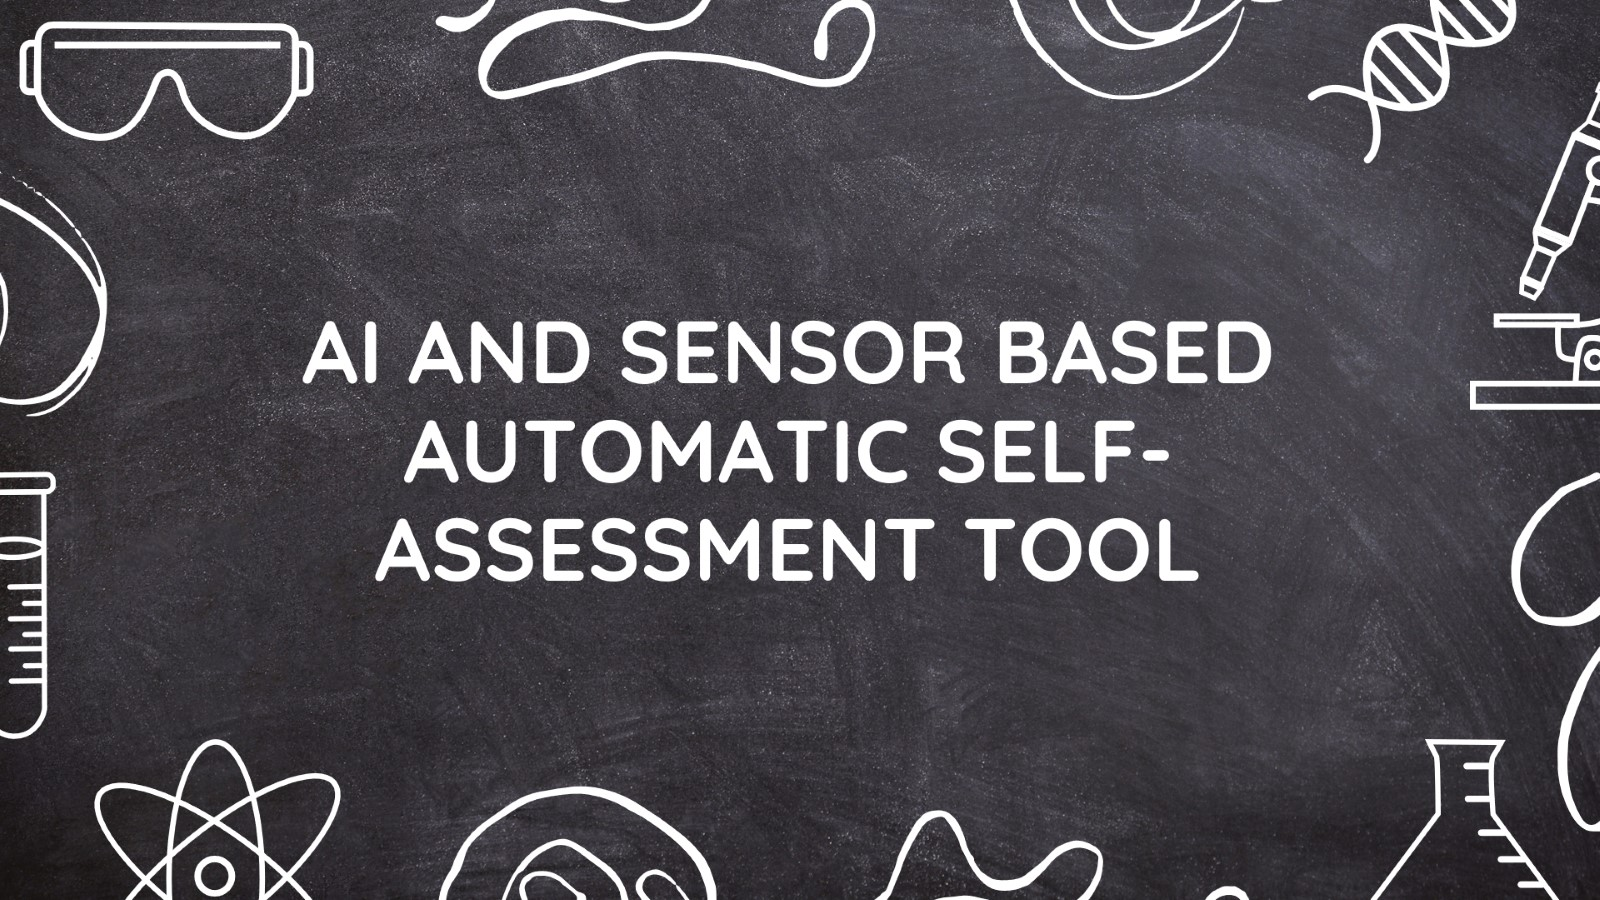 AI AND SENSOR BASED
AUTOMATIC SELF-
ASSESSMENT TOOL